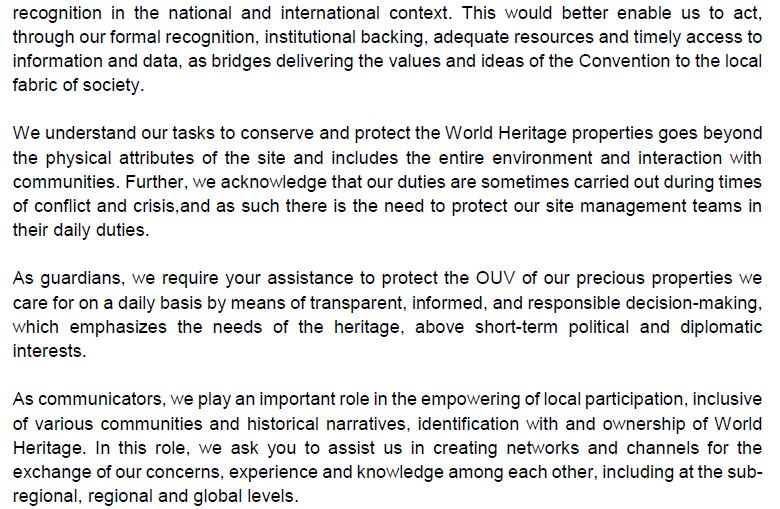 recognition in the national and international context. This would better enable us to act,
through our formal recognition, institutional backing, adequate resources and timely access to
information and data, as bridges delivering the values and ideas of the Convention to the local
fabric of society.
We understand our tasks to conserve and protect the World Heritage properties goes beyond
the physical attributes of the site and includes the entire environment and interaction with
communities. Further, we acknowledge that our duties are sometimes carried out during times
of conflict and crisis,and as such there is the need to protect our site management teams in
their daily duties.
As guardians, we require your assistance to protect the OUV of our precious properties we
care for on a daily basis by means of transparent, informed, and responsible decision-making,
which emphasizes the needs of the heritage, above short-term political and diplomatic
interests.
As communicators, we play an important role in the empowering of local participation, inclusive
of various communities and historical narratives, identification with and ownership of World
Heritage. In this role, we ask you to assist us in creating networks and channels for the
exchange of our concerns, experience and knowledge among each other, including at the sub-
regional, regional and global levels.